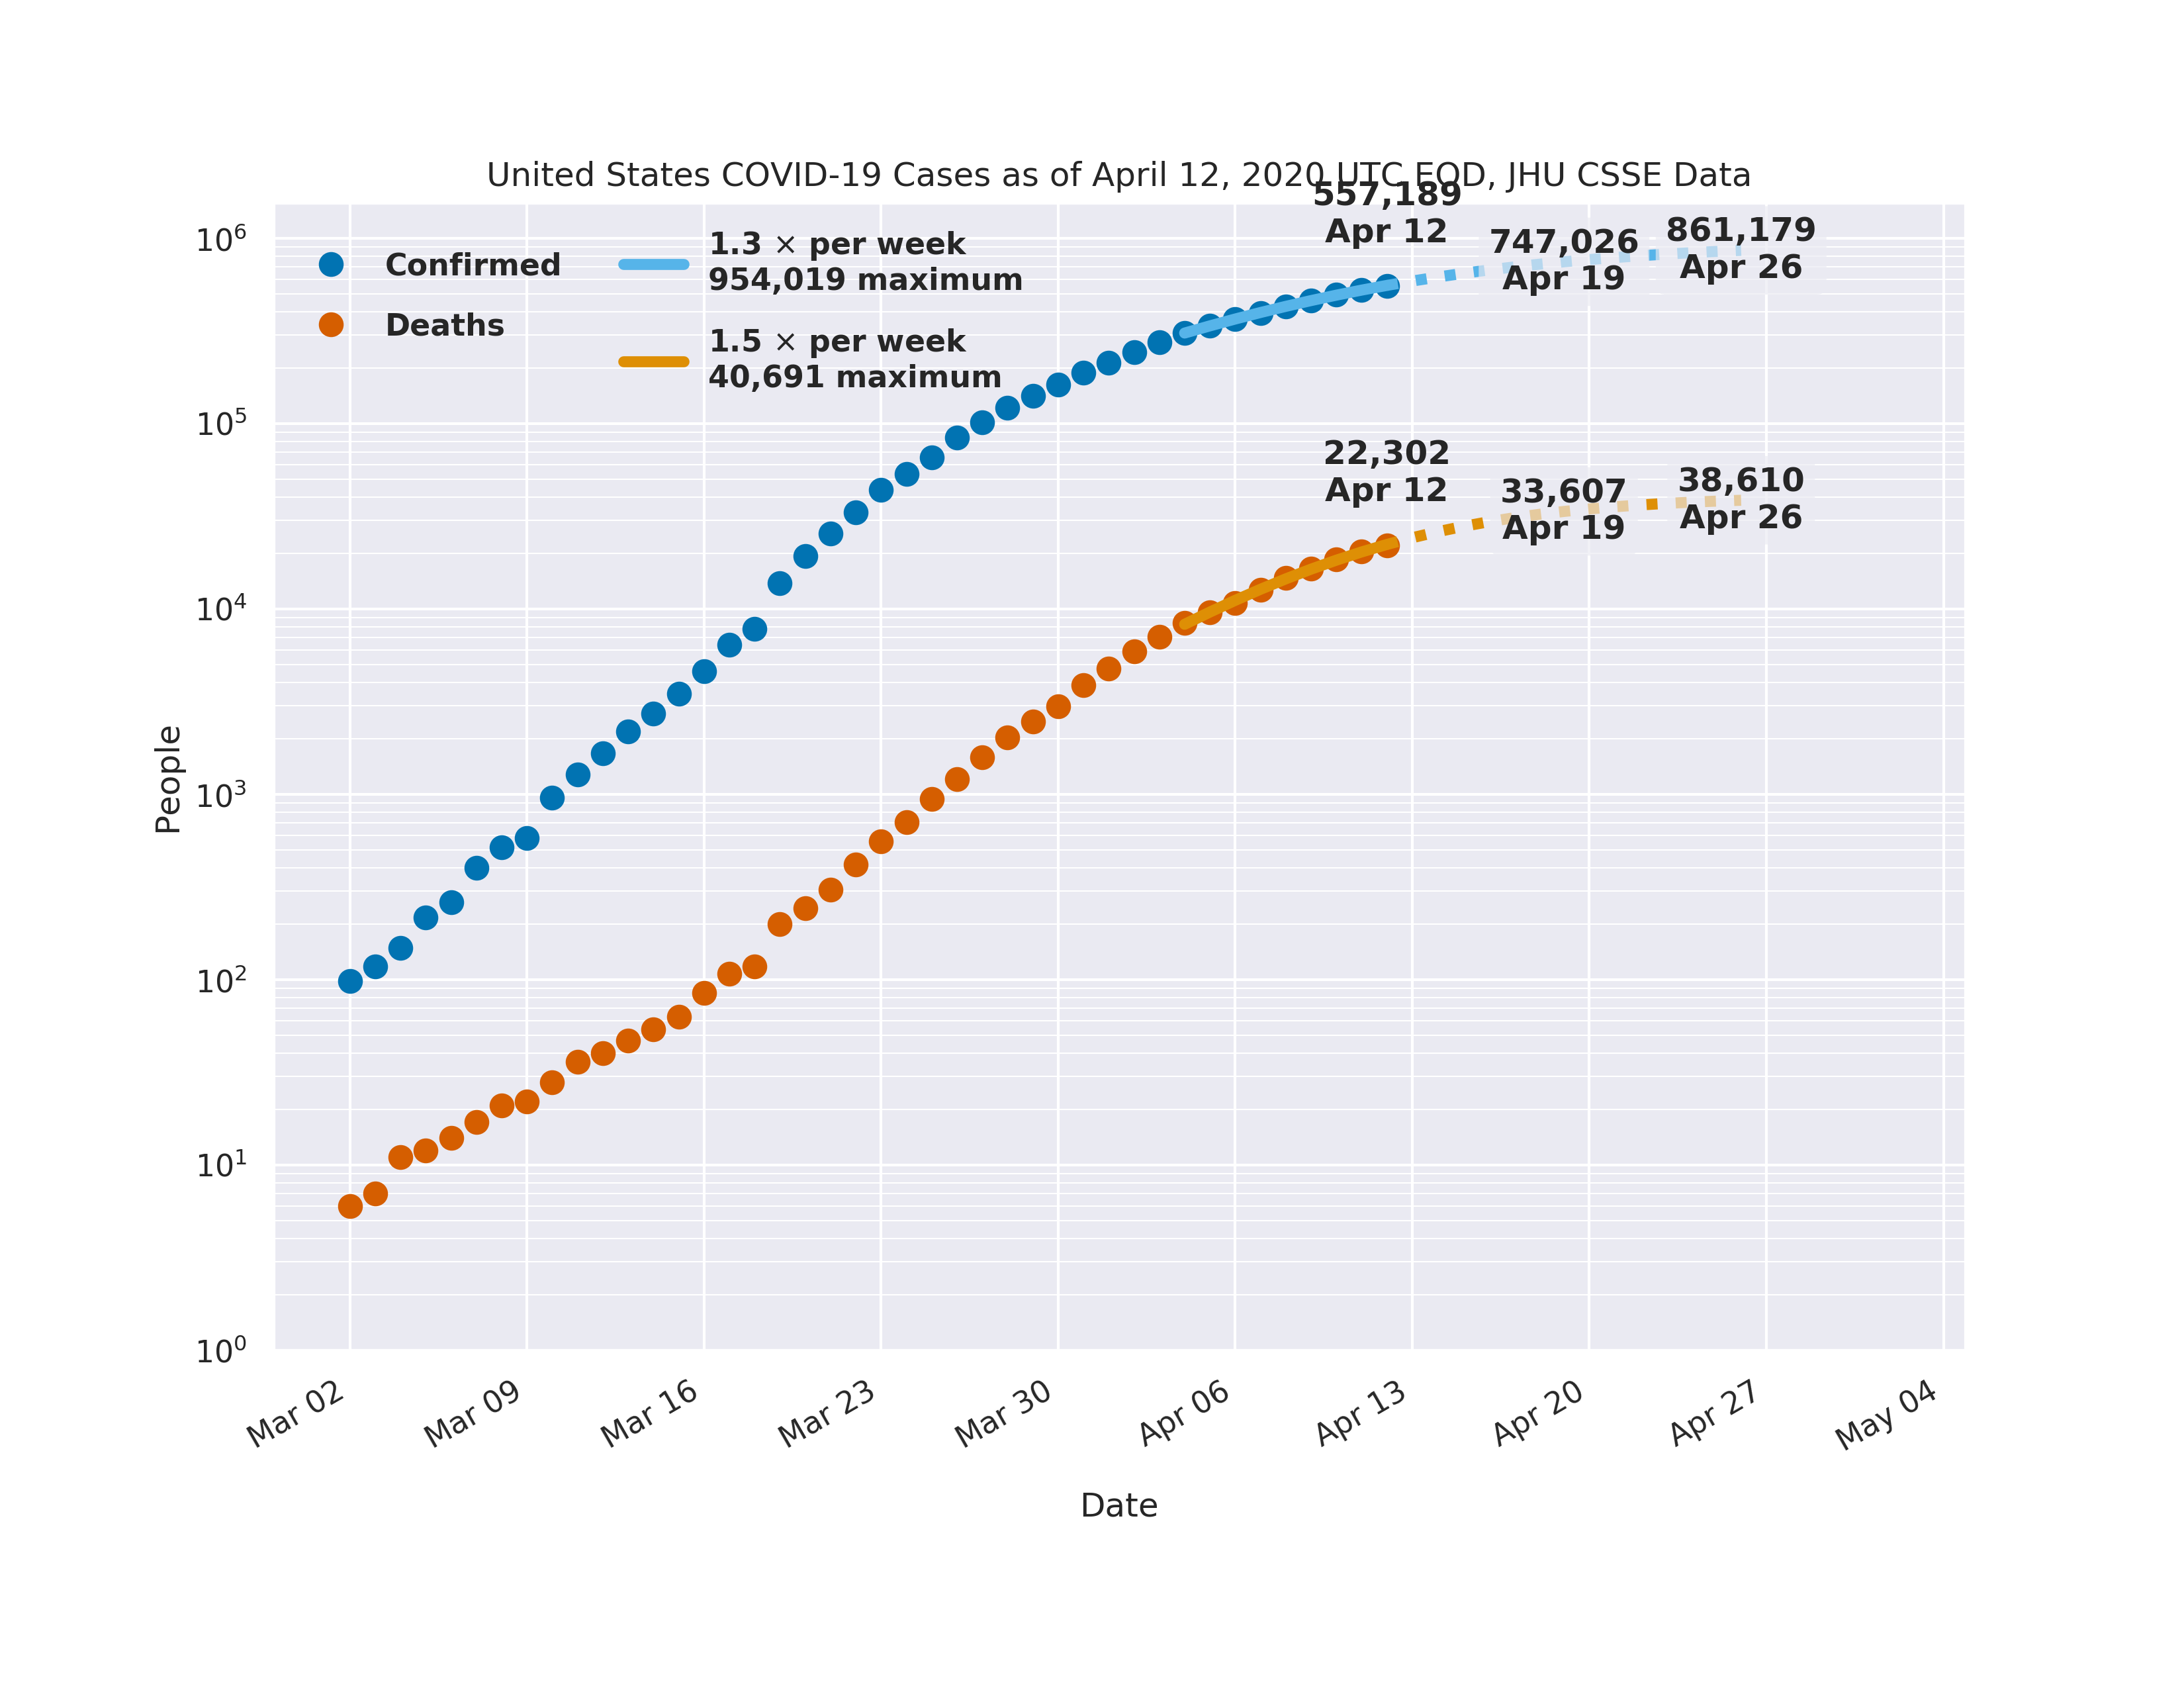 United States COVID-19 Cases as of April 12, 2020 UTC EOD, JHU CSSE Data
557,189
Apr 12
747,026
Apr 19
861,179
Apr 26
Confirmed
Deaths
1.3 × per week
954,019 maximum
1.5 × per week
40,691 maximum
22,302
Apr 12
33,607
Apr 19
38,610
Apr 26
People
10⁶
10⁵
10⁴
10³
10²
10¹
10⁰
Mar 02
Mar 09
Mar 16
Mar 23
Mar 30
Apr 06
Apr 13
Apr 20
Apr 27
May 04
Date